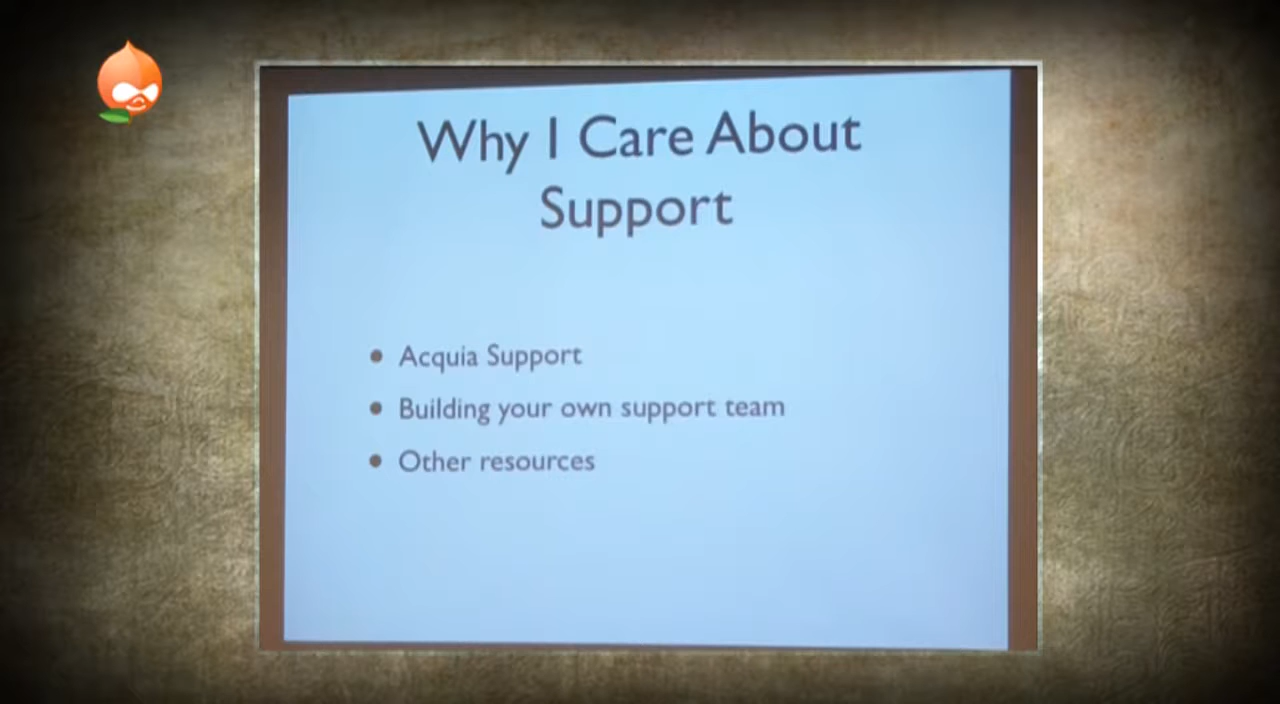 Why I Care About
Support
• Acquia Support
• Building your own support team
• Other resources